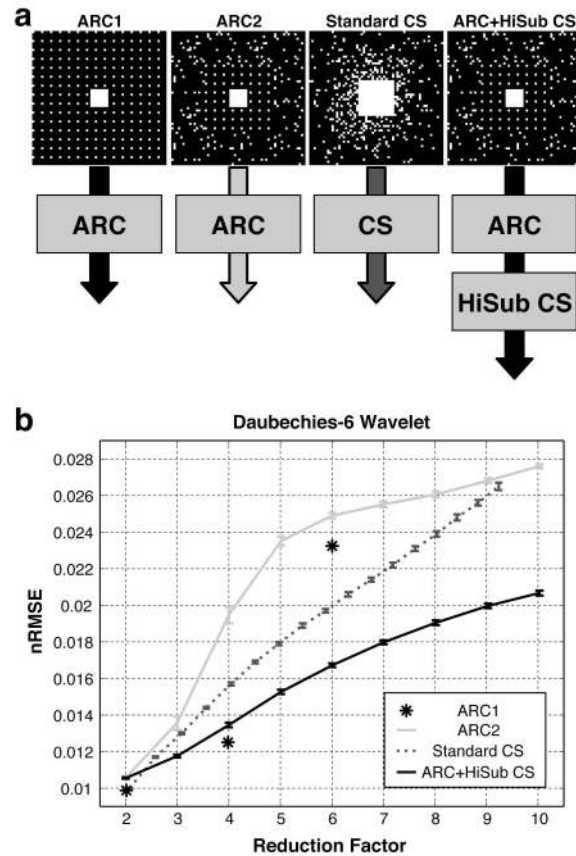 a
ARC1 ARC2 Standard CS ARC+HiSub CS
ARC ARC CS ARC
HiSub CS
b
Daubechies-6 Wavelet
nRMSE
0.028
0.026
0.024
0.022
0.02
0.018
0.016
0.014
0.012
0.01
ARC1
ARC2
Standard CS
ARC+HiSub CS
2 3 4 5 6 7 8 9 10
Reduction Factor